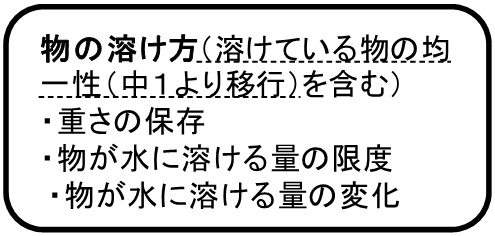 物の溶け方（溶けている物の均
一性（中１より移行）を含む）
・重さの保存
・物が水に溶ける量の限度
・物が水に溶ける量の変化